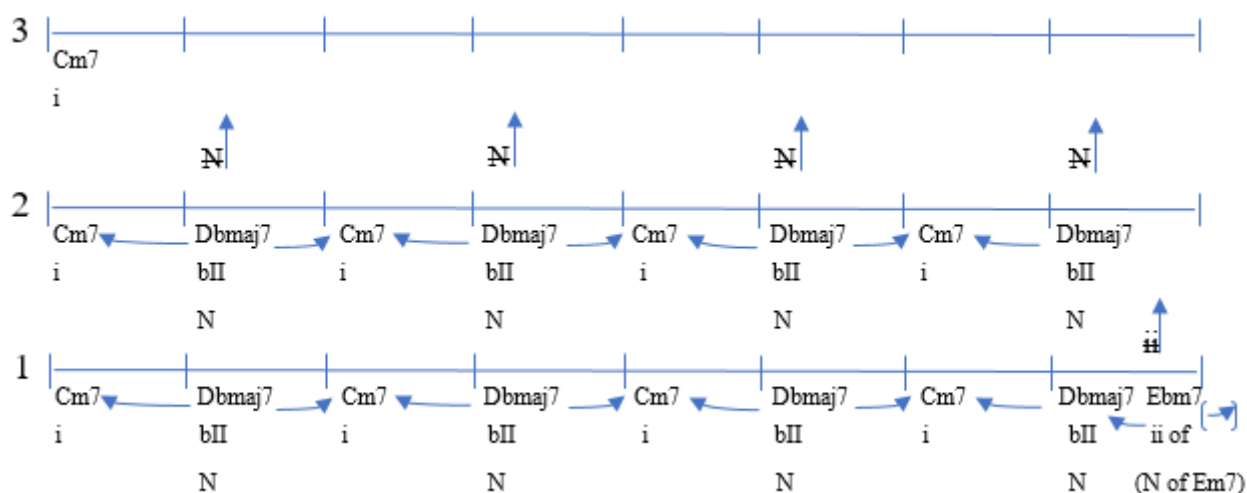 3
Cm7
i
N N N N
2
Cm7 Dbmaj7 Cm7 Dbmaj7 Cm7 Dbmaj7 Cm7 Dbmaj7
i bII i bII i bII i bII
N N N N
ii
1
Cm7 Dbmaj7 Cm7 Dbmaj7 Cm7 Dbmaj7 Cm7 Dbmaj7 Ebm7
i bII i bII i bII i bII ii of
N N N N (N of Em7)